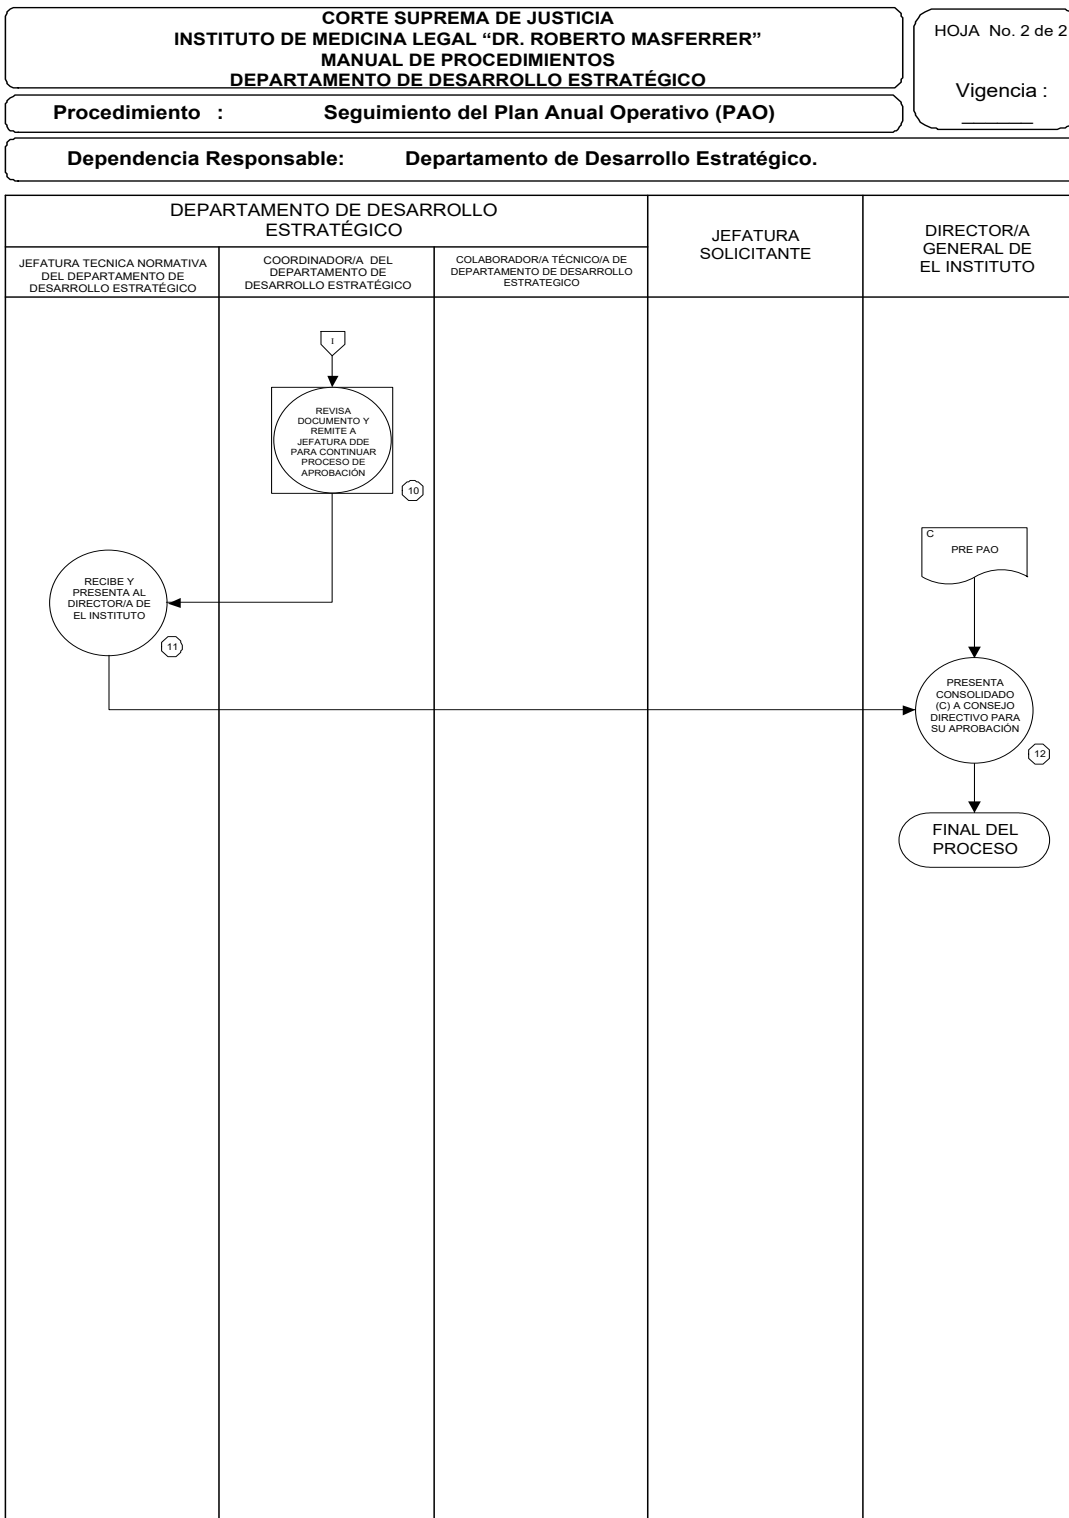 CORTE SUPREMA DE JUSTICIA
INSTITUTO DE MEDICINA LEGAL “DR. ROBERTO MASFERRER”
MANUAL DE PROCEDIMIENTOS
DEPARTAMENTO DE DESARROLLO ESTRATÉGICO
HOJA No. 2 de 2
Vigencia :
Procedimiento : Seguimiento del Plan Anual Operativo (PAO)
Dependencia Responsable: Departamento de Desarrollo Estratégico.
DEPARTAMENTO DE DESARROLLO
ESTRATÉGICO
JEFATURA TECNICA NORMATIVA
DEL DEPARTAMENTO DE
DESARROLLO ESTRATÉGICO
COORDINADOR/A DEL
DEPARTAMENTO DE
DESARROLLO ESTRATÉGICO
COLABORADOR/A TÉCNICO/A DE
DEPARTAMENTO DE DESARROLLO
ESTRATEGICO
JEFATURA
SOLICITANTE
DIRECTOR/A
GENERAL DE
EL INSTITUTO
I
REVISA
DOCUMENTO Y
REMITE A
JEFATURA DDE
PARA CONTINUAR
PROCESO DE
APROBACIÓN
10
RECIBE Y
PRESENTA AL
DIRECTOR/A DE
EL INSTITUTO
11
C
PRE PAO
PRESENTA
CONSOLIDADO
(C) A CONSEJO
DIRECTIVO PARA
SU APROBACIÓN
12
FINAL DEL
PROCESO